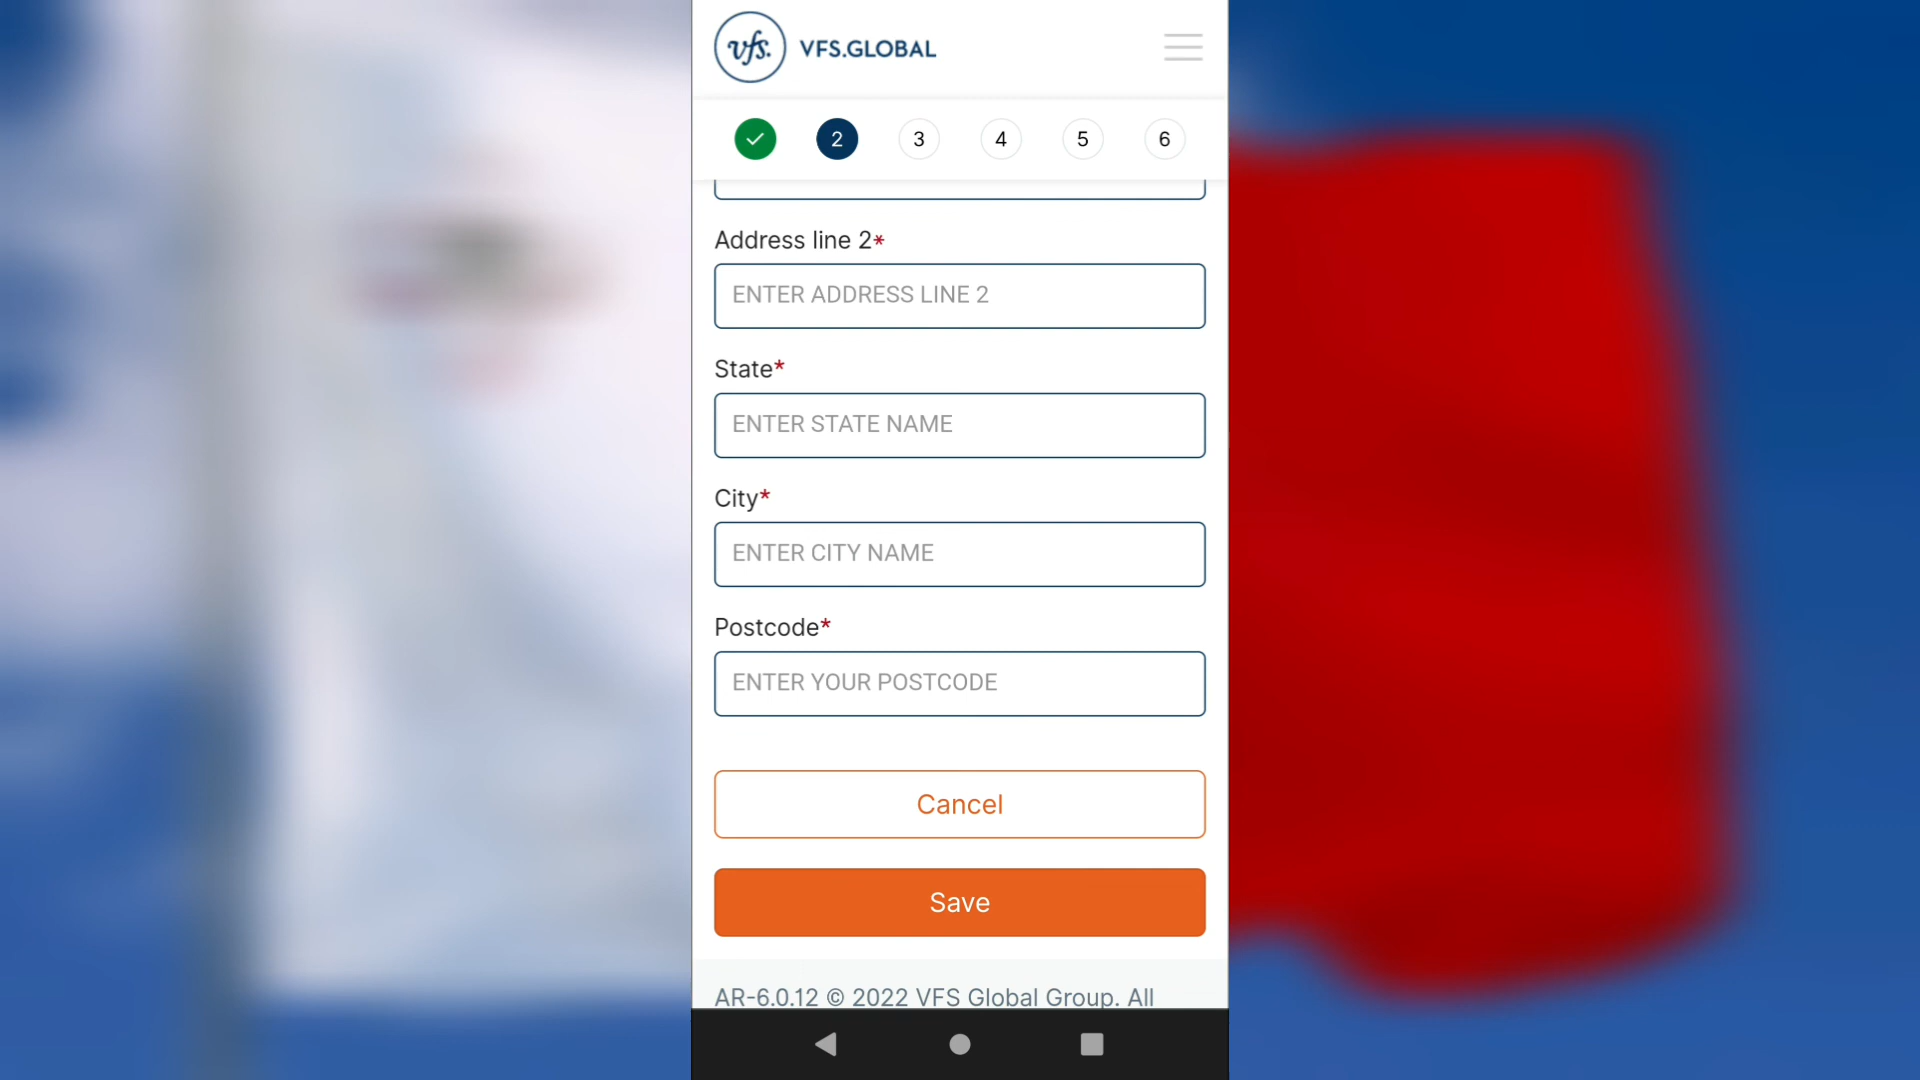 vfs. VFS.GLOBAL
2 3 4 5 6
Address line 2*
ENTER ADDRESS LINE 2
State*
ENTER STATE NAME
City*
ENTER CITY NAME
Postcode*
ENTER YOUR POSTCODE
Cancel
Save
AR-6.0.12 © 2022 VFS Global Group. All